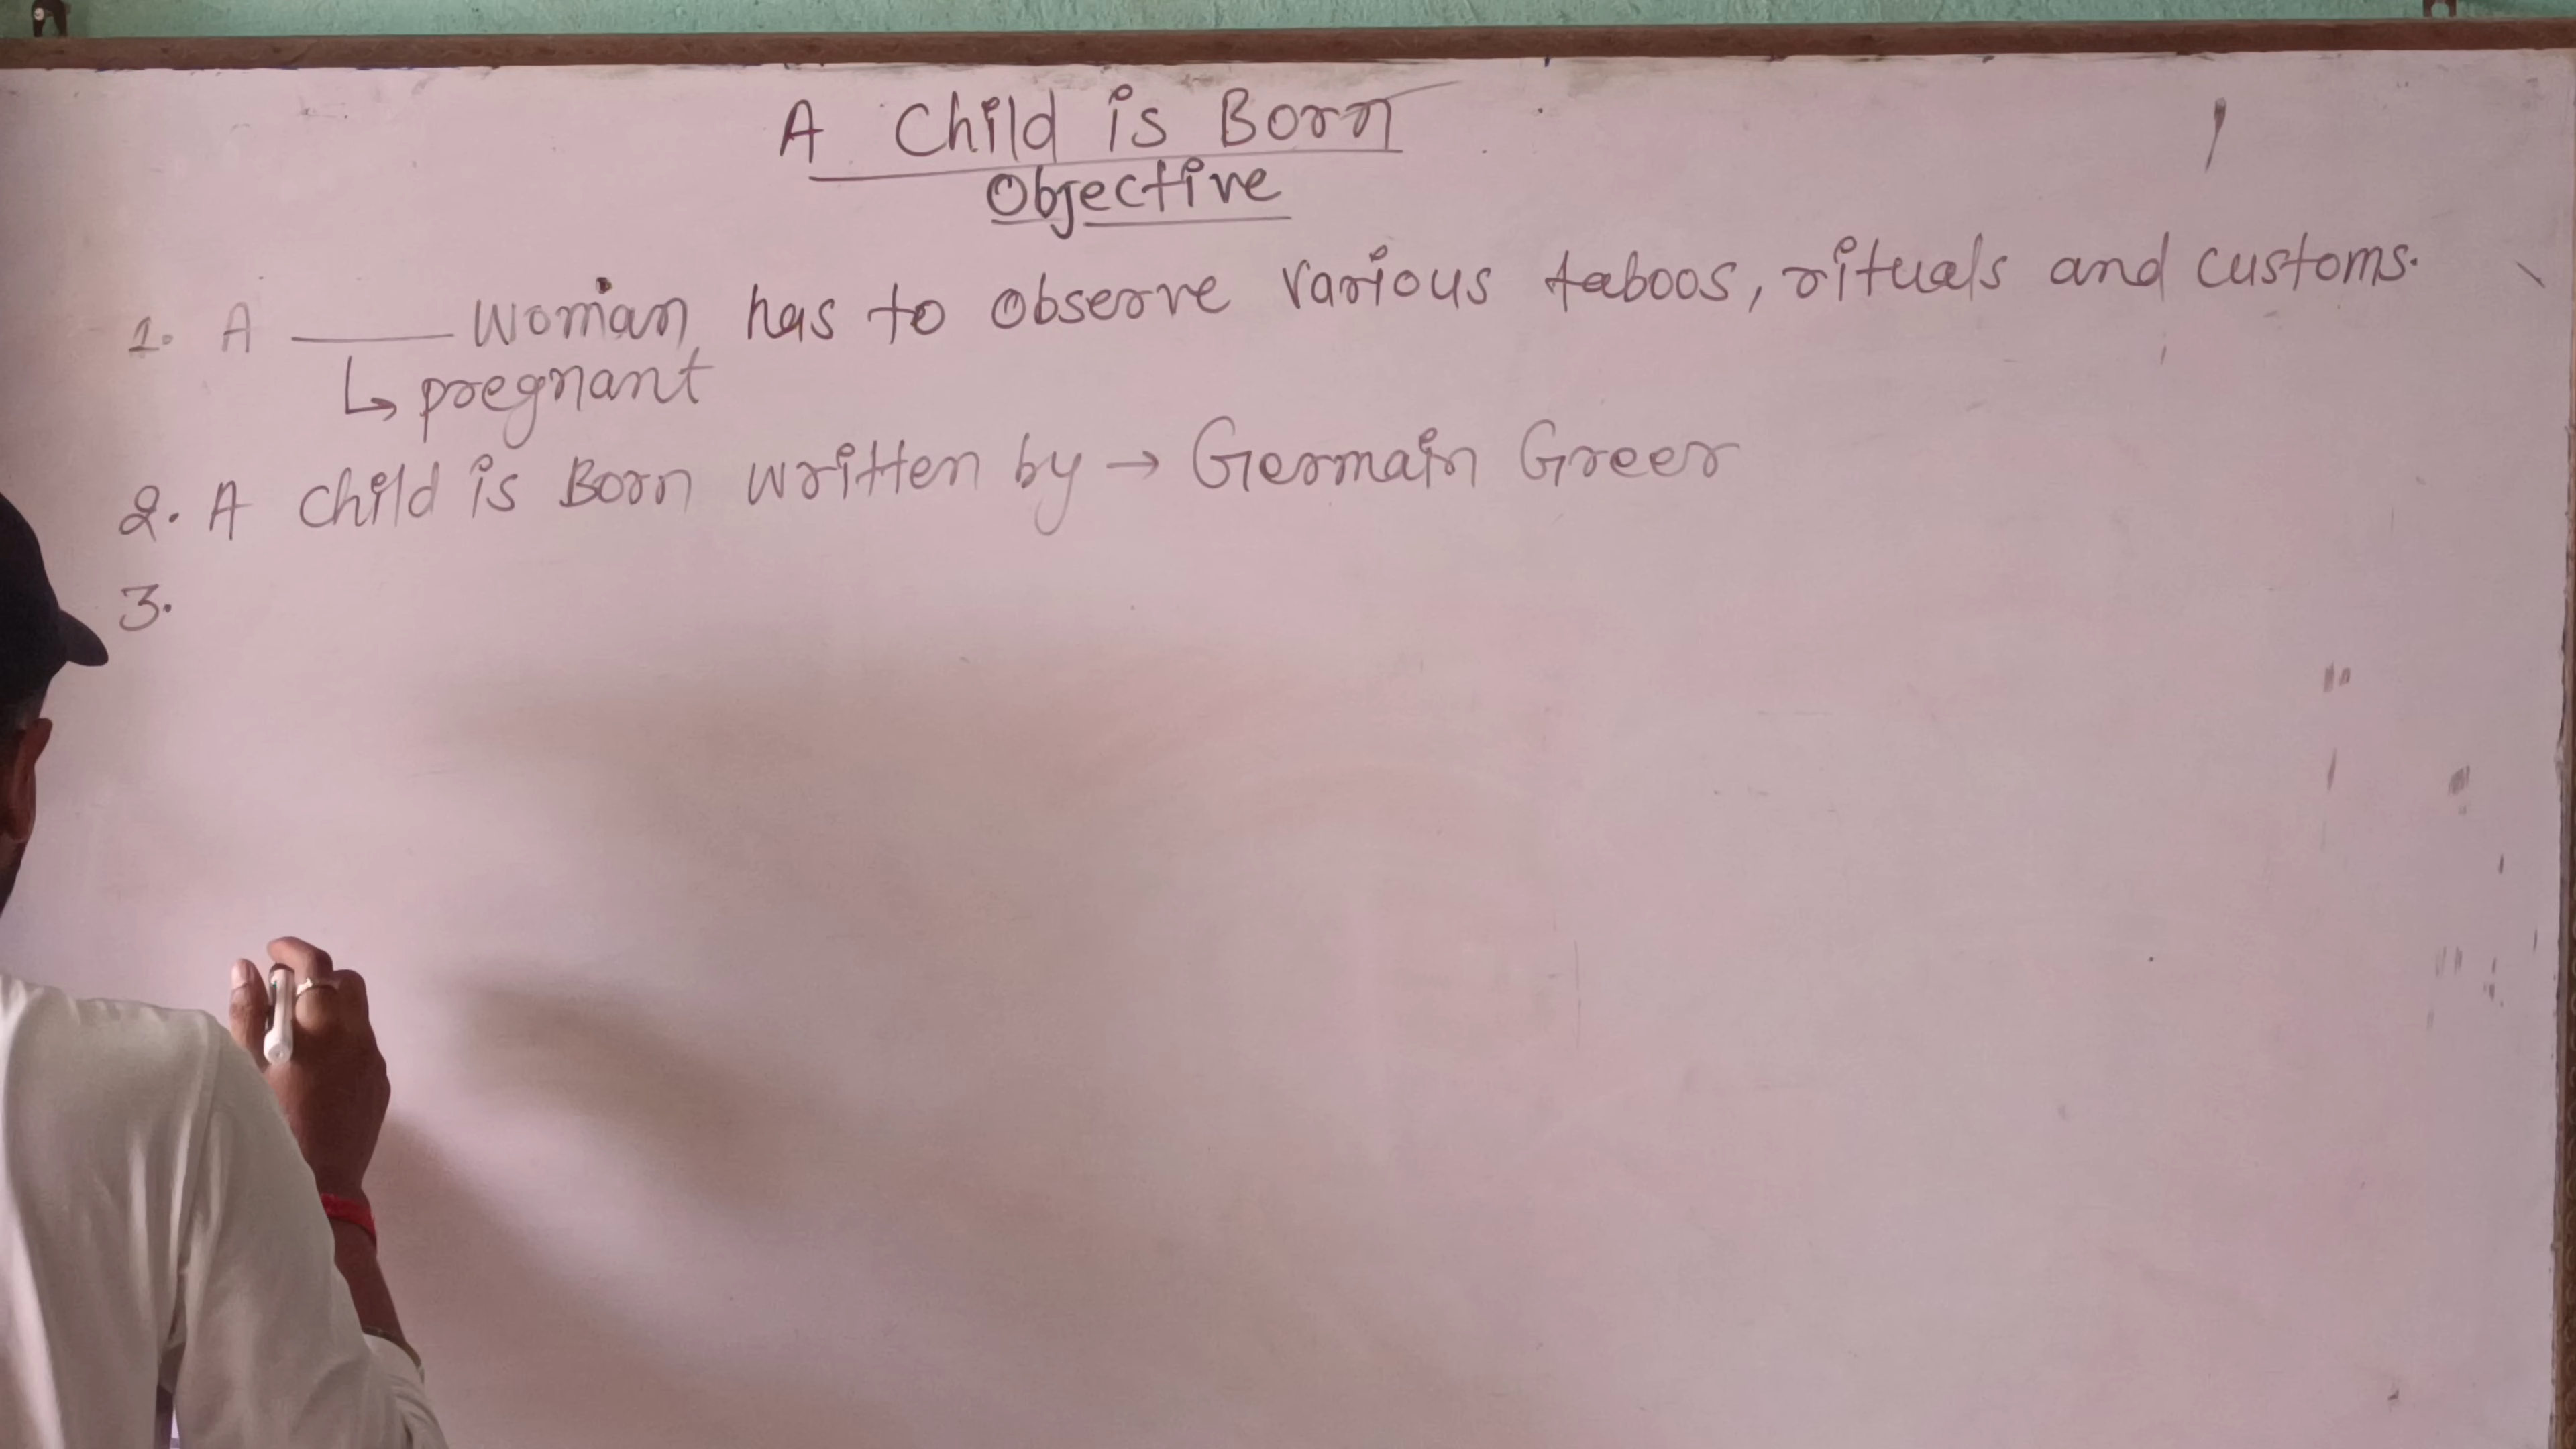 A Child is Born
Objective
1. A ____ Woman has to observe various taboos, rituals and customs.
↳ pregnant
2. A child is Born written by → Germain Greer
3.